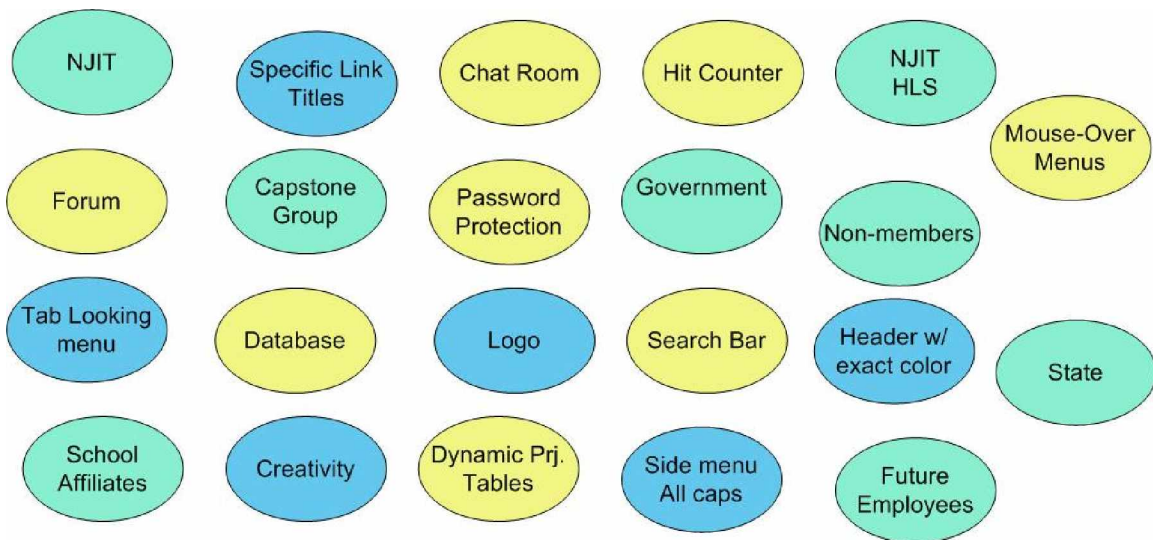 NJIT
Specific Link
Titles
Chat Room
Hit Counter
NJIT
HLS
Mouse-Over
Menus
Forum
Capstone
Group
Password
Protection
Government
Non-members
Tab Looking
menu
Database
Logo
Search Bar
Header w/
exact color
State
School
Affiliates
Creativity
Dynamic Prj.
Tables
Side menu
All caps
Future
Employees